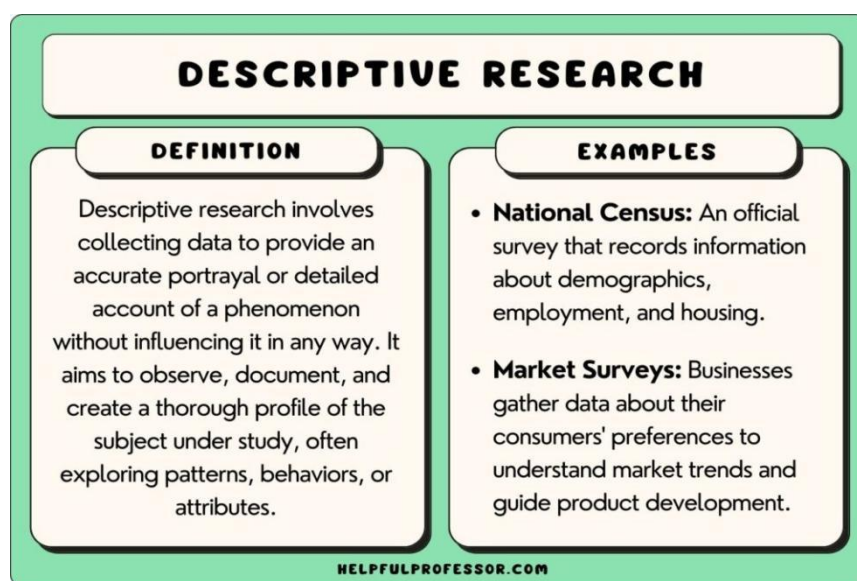 DESCRIPTIVE RESEARCH
DEFINITION
Descriptive research involves
collecting data to provide an
accurate portrayal or detailed
account of a phenomenon
without influencing it in any way. It
aims to observe, document, and
create a thorough profile of the
subject under study, often
exploring patterns, behaviors, or
attributes.
EXAMPLES
• National Census: An official
survey that records information
about demographics,
employment, and housing.
• Market Surveys: Businesses
gather data about their
consumers' preferences to
understand market trends and
guide product development.
HELPFULPROFESSOR.COM